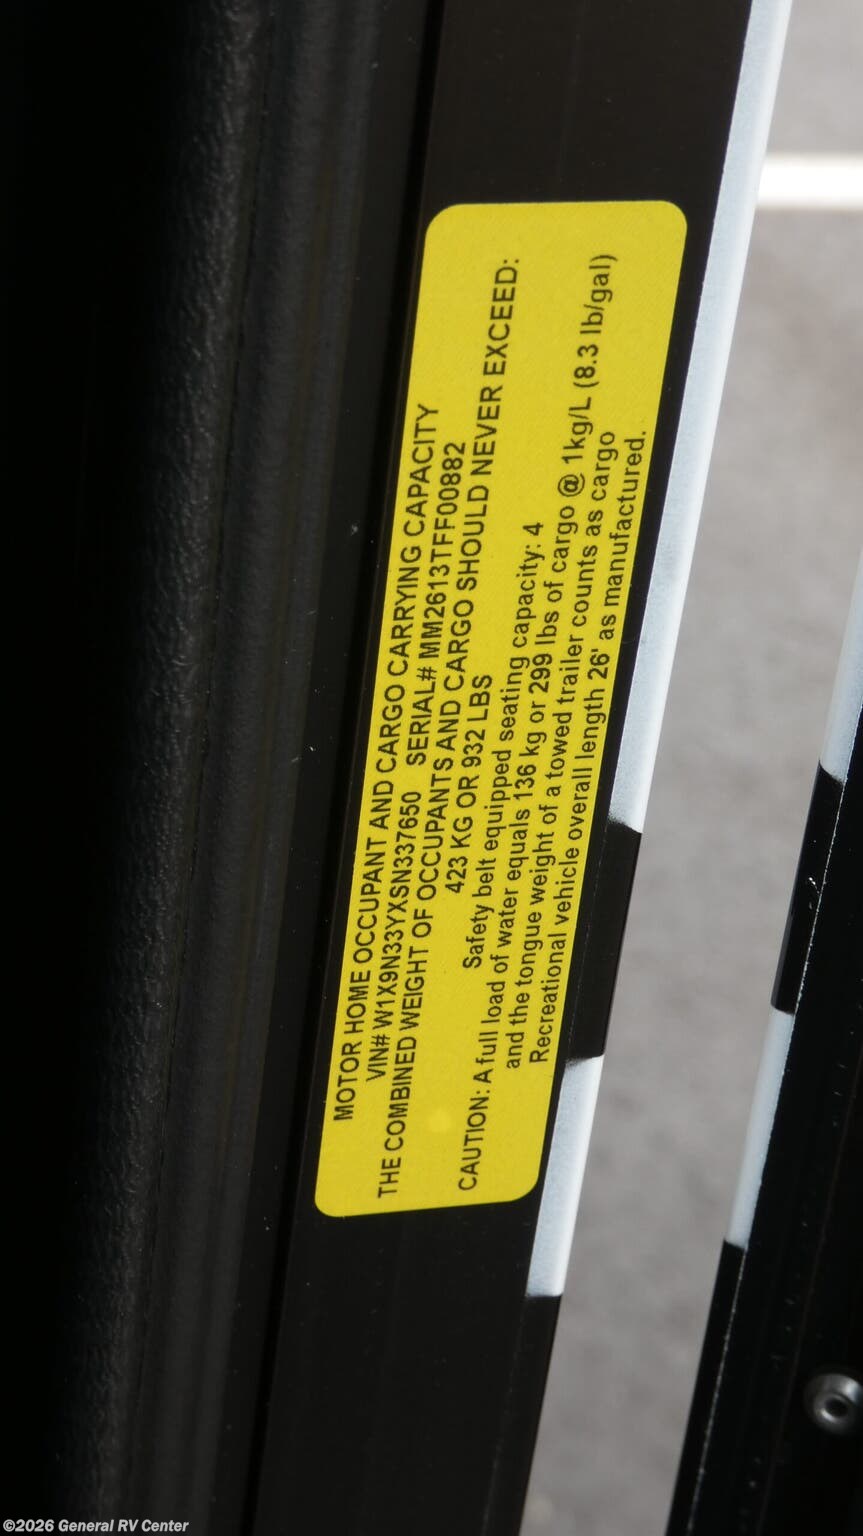 MOTOR HOME OCCUPANT AND CARGO CARRYING CAPACITY
VIN# W1X9N33YXSN337650 SERIAL# MM2613TFF00882
THE COMBINED WEIGHT OF OCCUPANTS AND CARGO SHOULD NEVER EXCEED:
423 KG OR 932 LBS
Safety belt equipped seating capacity: 4
CAUTION: A full load of water equals 136 kg or 299 lbs of cargo @ 1kg/L (8.3 lb/gal)
and the tongue weight of a towed trailer counts as cargo
Recreational vehicle overall length 26' as manufactured.
©2026 General RV Center